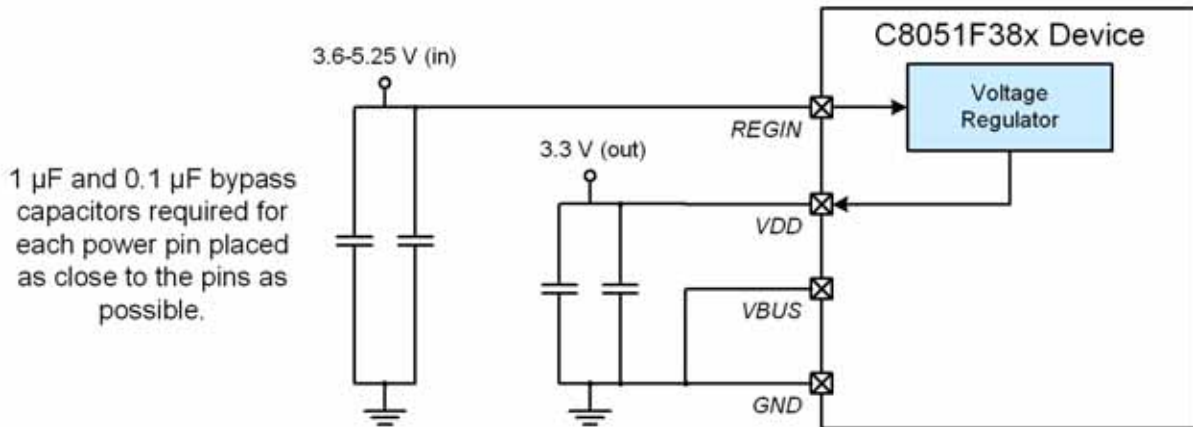 C8051F38x Device
3.6-5.25 V (in)
Voltage
Regulator
REGIN
3.3 V (out)
1 µF and 0.1 µF bypass
capacitors required for
each power pin placed
as close to the pins as
possible.
VDD
VBUS
GND